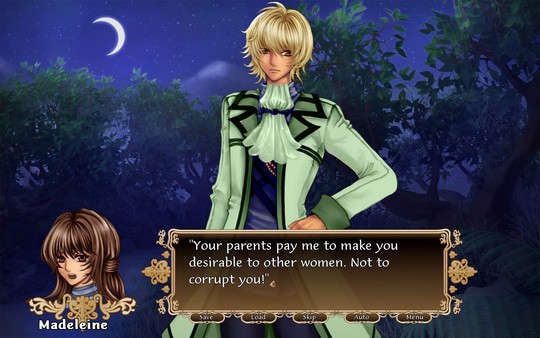 "Your parents pay me to make you
desirable to other women. Not to
corrupt you!"
Madeleine
Save Load Skip Auto Menu